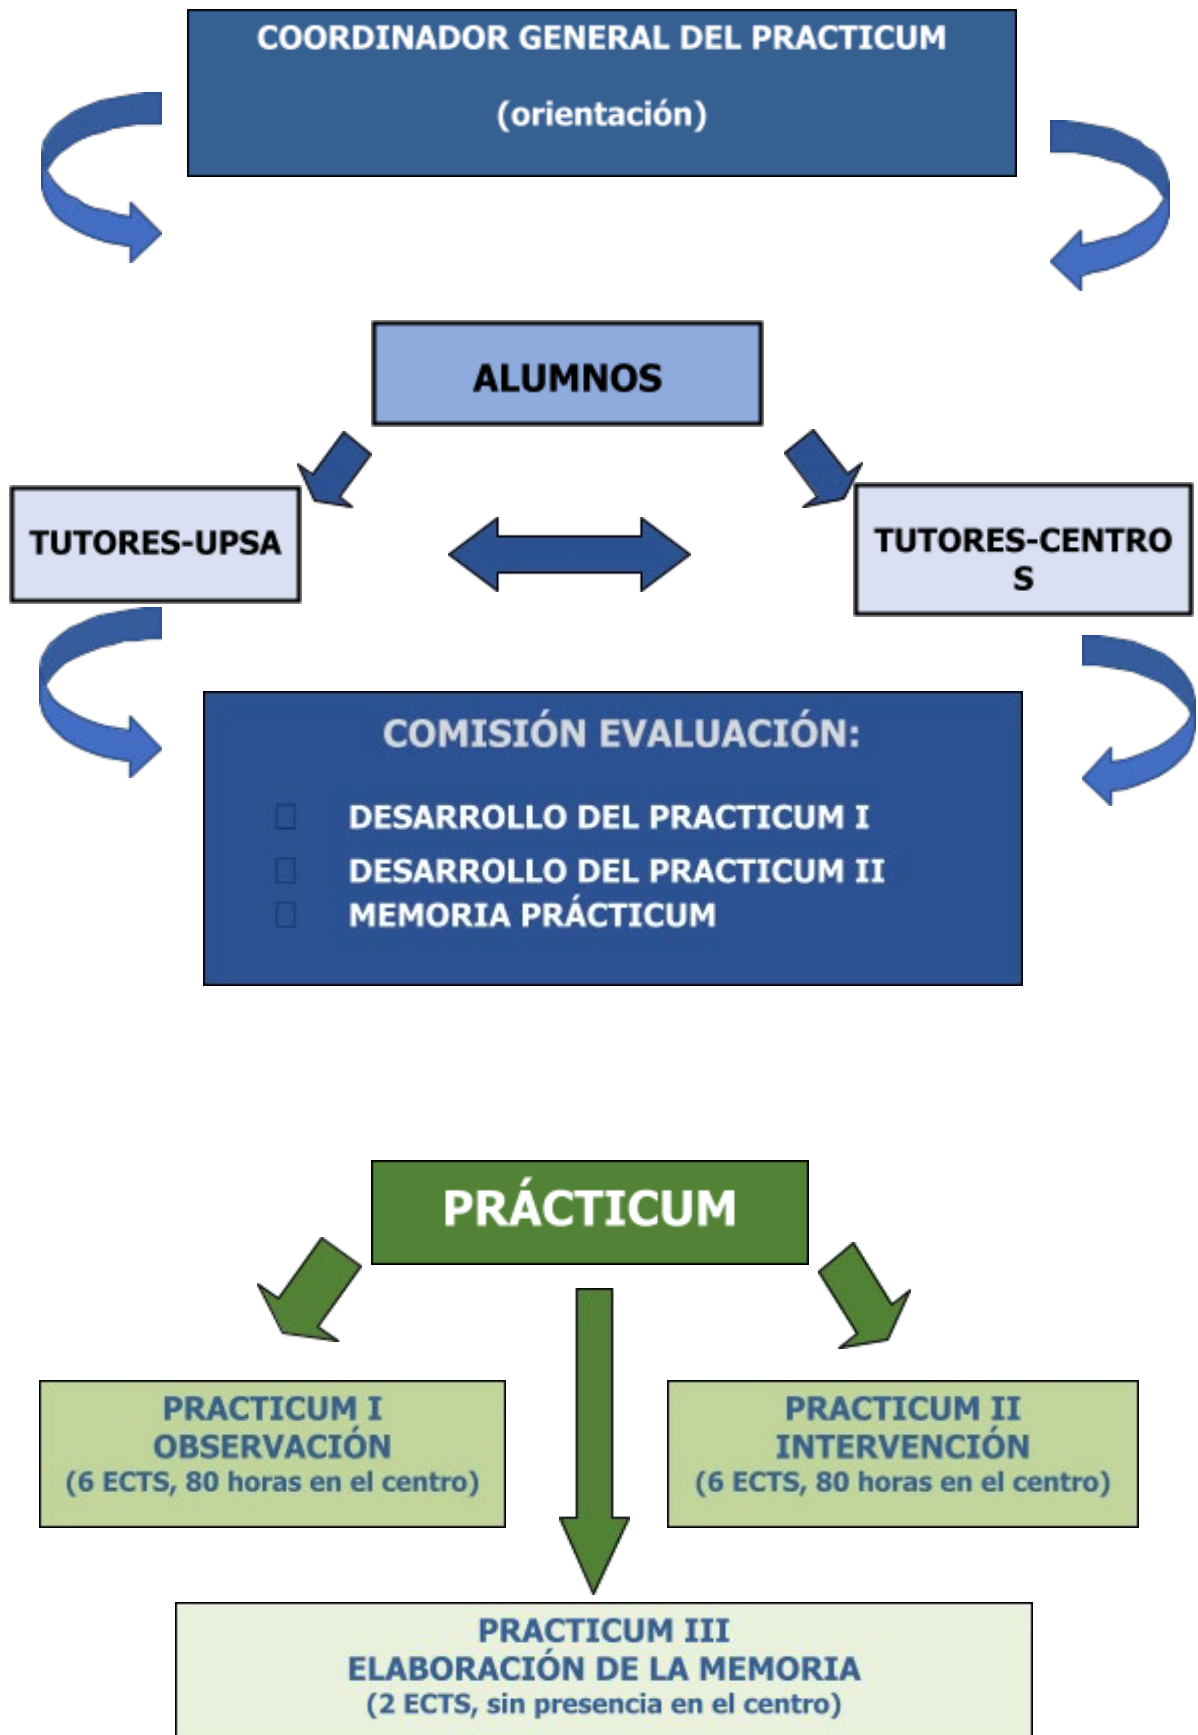 COORDINADOR GENERAL DEL PRACTICUM
(orientación)
ALUMNOS
TUTORES-UPSA
TUTORES-CENTRO
S
COMISIÓN EVALUACIÓN:
DESARROLLO DEL PRACTICUM I
DESARROLLO DEL PRACTICUM II
MEMORIA PRÁCTICUM
PRÁCTICUM
PRACTICUM I
OBSERVACIÓN
(6 ECTS, 80 horas en el centro)
PRACTICUM II
INTERVENCIÓN
(6 ECTS, 80 horas en el centro)
PRACTICUM III
ELABORACIÓN DE LA MEMORIA
(2 ECTS, sin presencia en el centro)